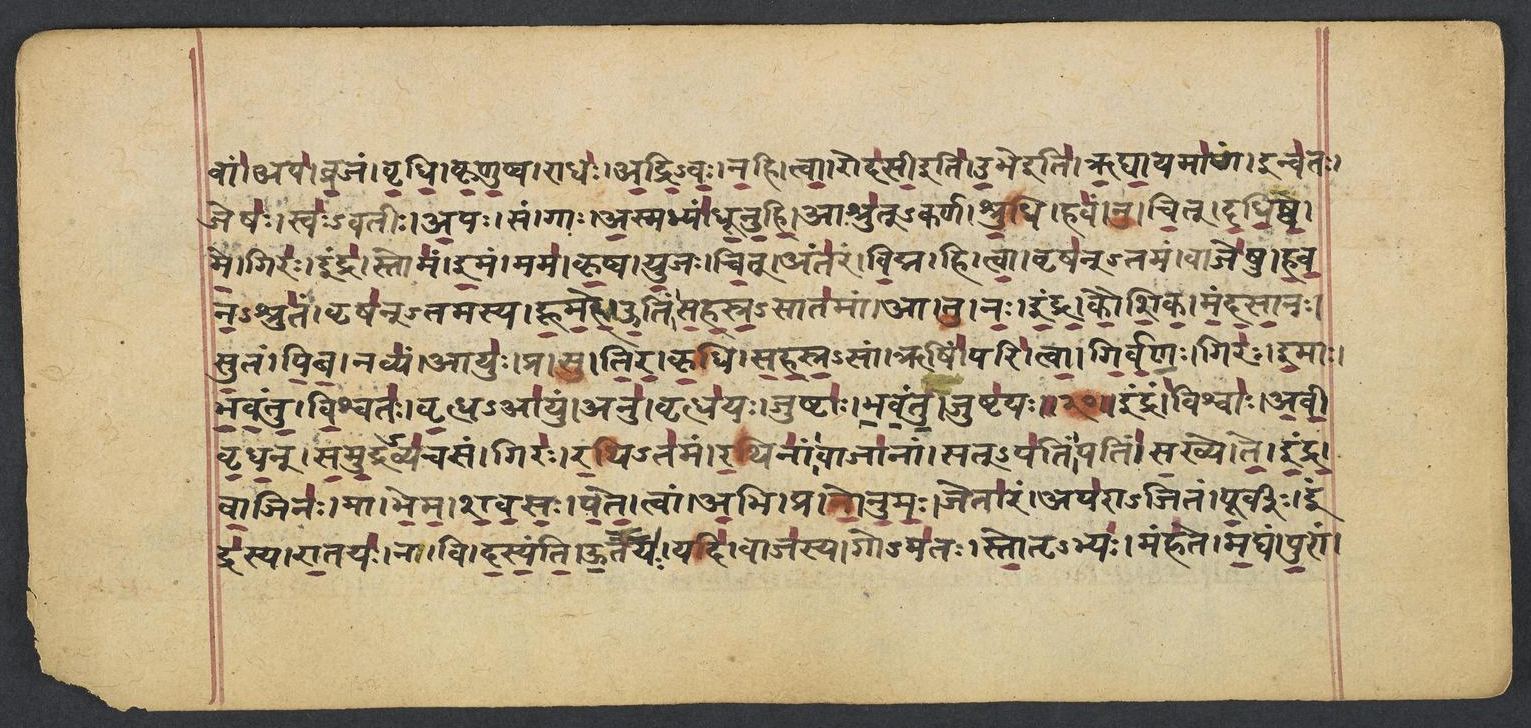 वां।अप।व्रजं।वृधि।कृणुष्व।राधः।अद्रिऽवः।नहि।त्वा।रोदसीइति।उभेइति।ऋघायमाणं।इन्वतः।
जेषः।स्वःऽवतीः।अपः।सं।गाः।अस्मभ्यं।धूनुहि।आश्रुत्ऽकर्ण।श्रुधि।हवं।नु।चित्।दधिष्व।
मे।गिरः।इंद्र।स्तोमं।इमं।मम।कृष्व।युजः।चित्।अंतरं।विद्म।हि।त्वा।वृषन्ऽतमं।वाजेषु।हव
नऽश्रुतं।वृषन्ऽतमस्य।हूमहे।ऊतिं।सहस्रऽसातमां।आ।तु।नः।इंद्र।कौशिक।मंदसानः।
सुतं।पिब।नव्यं।आयुः।प्र।सु।तिर।कृधि।सहस्रऽसां।ऋषिं।परि।त्वा।गिर्वणः।गिरः।इमाः।
भवंतु।विश्वतः।वृद्धऽआयुं।अनु।वृद्धयः।जुष्टाः।भवंतु।जुष्टयः॥२०॥इंद्रं।विश्वाः।अवी
वृधन्।समुद्रऽव्यचसं।गिरः।रथिऽतमं।रथिनां।वाजानां।सत्ऽपतिं।पतिं।सख्ये।ते।इंद्र।
वाजिनः।मा।भेम।शवसः।पते।त्वां।अभि।प्र।नोनुमः।जेतारं।अपराऽजितं।पूर्वीः।इं
द्रस्य।रातयः।न।वि।दस्यंति।ऊतयः।यदि।वाजस्य।गोऽमतः।स्तोतृऽभ्यः।मंहते।मघं।पुरां।